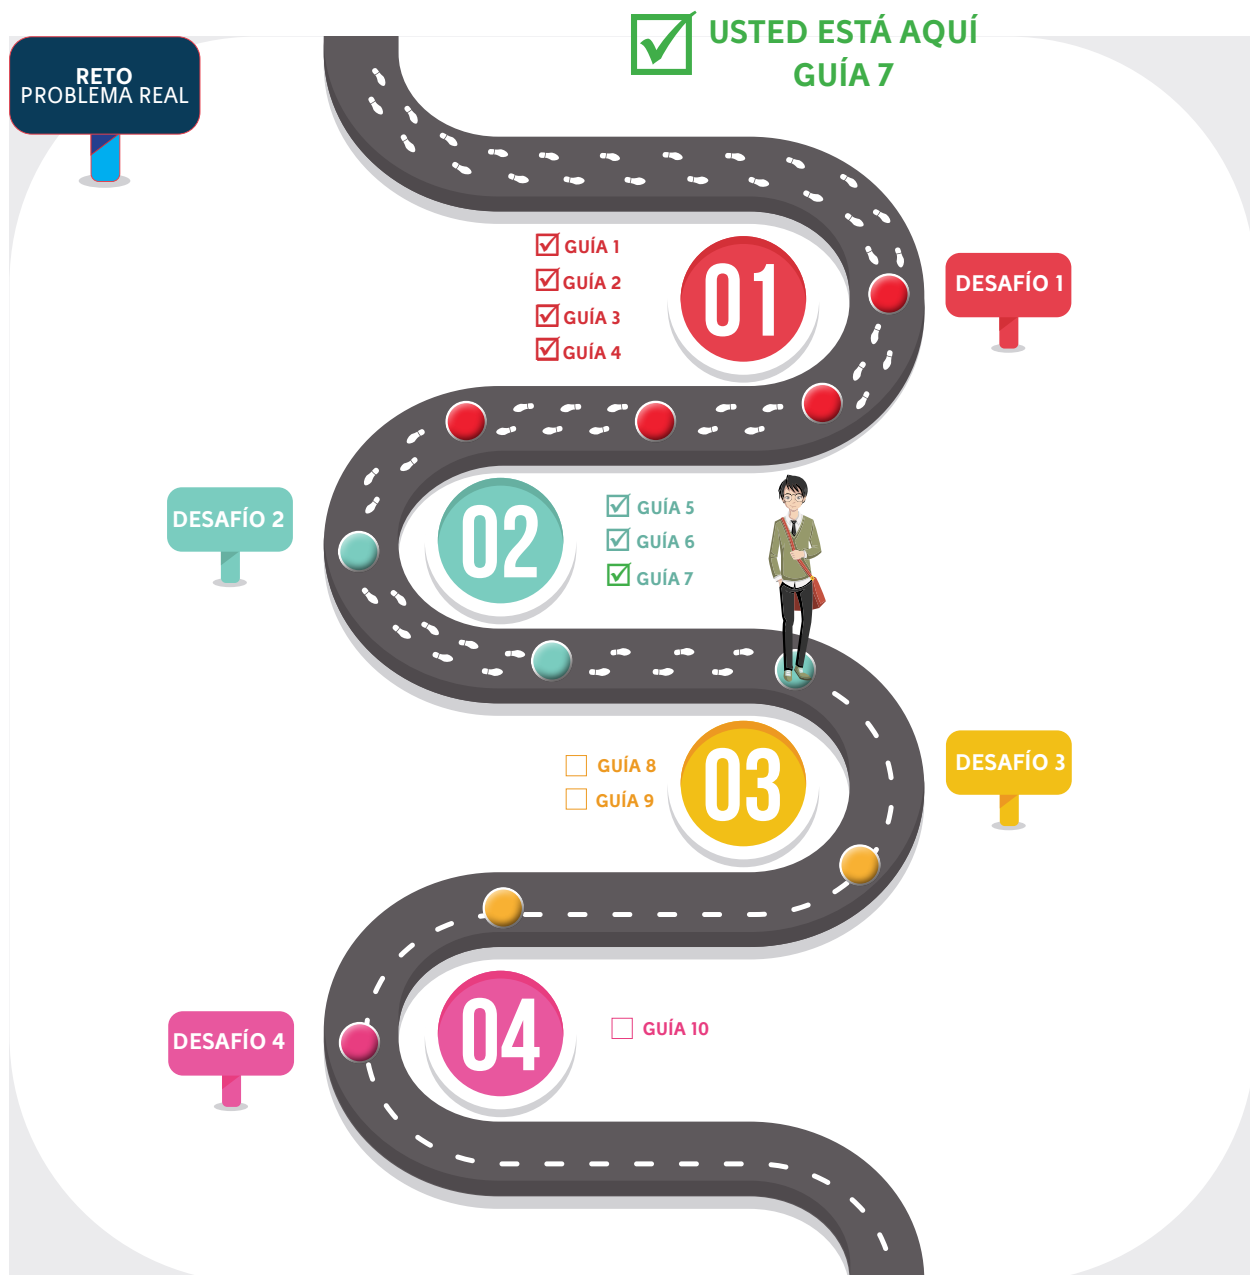 USTED ESTÁ AQUÍ
GUÍA 7
RETO
PROBLEMA REAL
GUÍA 1
GUÍA 2
GUÍA 3
GUÍA 4
01
DESAFÍO 1
DESAFÍO 2
02
GUÍA 5
GUÍA 6
GUÍA 7
GUÍA 8
GUÍA 9
03
DESAFÍO 3
DESAFÍO 4
04
GUÍA 10